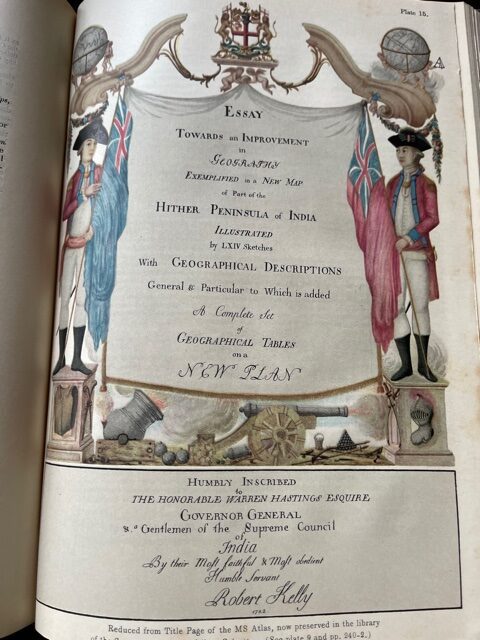 Plate 15.
ESSAY
TOWARDS an IMPROVEMENT
in
GEOGRAPHY
EXEMPLIFIED in a NEW MAP
of Part of the
HITHER PENINSULA of INDIA
ILLUSTRATED
by LXIV Sketches
With GEOGRAPHICAL DESCRIPTIONS
General & Particular to Which is added
A Complete Set
of
GEOGRAPHICAL TABLES
on a
NEW PLAN
HUMBLY INSCRIBED
to
THE HONORABLE WARREN HASTINGS ESQUIRE
GOVERNOR GENERAL
&.a Gentlemen of the Supreme Council
of
India
By their Most faithful & Most obedient
Humble Servant
Robert Kelly
1782
Reduced from Title Page of the MS Atlas, now preserved in the library
(See plate 9 and pp. 240-2.)